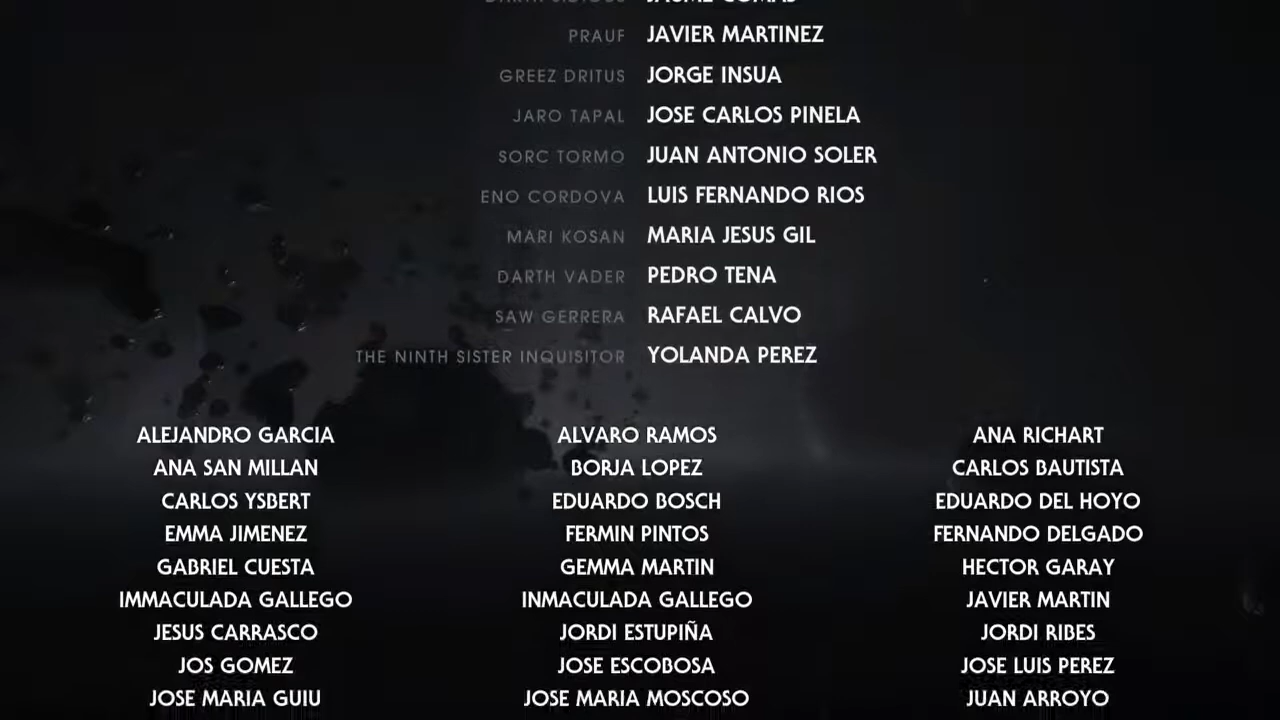 DARTH SIDIOUS JAUME COMAS
PRAUF JAVIER MARTINEZ
GREEZ DRITUS JORGE INSUA
JARO TAPAL JOSE CARLOS PINELA
SORC TORMO JUAN ANTONIO SOLER
ENO CORDOVA LUIS FERNANDO RIOS
MARI KOSAN MARIA JESUS GIL
DARTH VADER PEDRO TENA
SAW GERRERA RAFAEL CALVO
THE NINTH SISTER INQUISITOR YOLANDA PEREZ
ALEJANDRO GARCIA ALVARO RAMOS ANA RICHART
ANA SAN MILLAN BORJA LOPEZ CARLOS BAUTISTA
CARLOS YSBERT EDUARDO BOSCH EDUARDO DEL HOYO
EMMA JIMENEZ FERMIN PINTOS FERNANDO DELGADO
GABRIEL CUESTA GEMMA MARTIN HECTOR GARAY
IMMACULADA GALLEGO INMACULADA GALLEGO JAVIER MARTIN
JESUS CARRASCO JORDI ESTUPIÑA JORDI RIBES
JOS GOMEZ JOSE ESCOBOSA JOSE LUIS PEREZ
JOSE MARIA GUIU JOSE MARIA MOSCOSO JUAN ARROYO